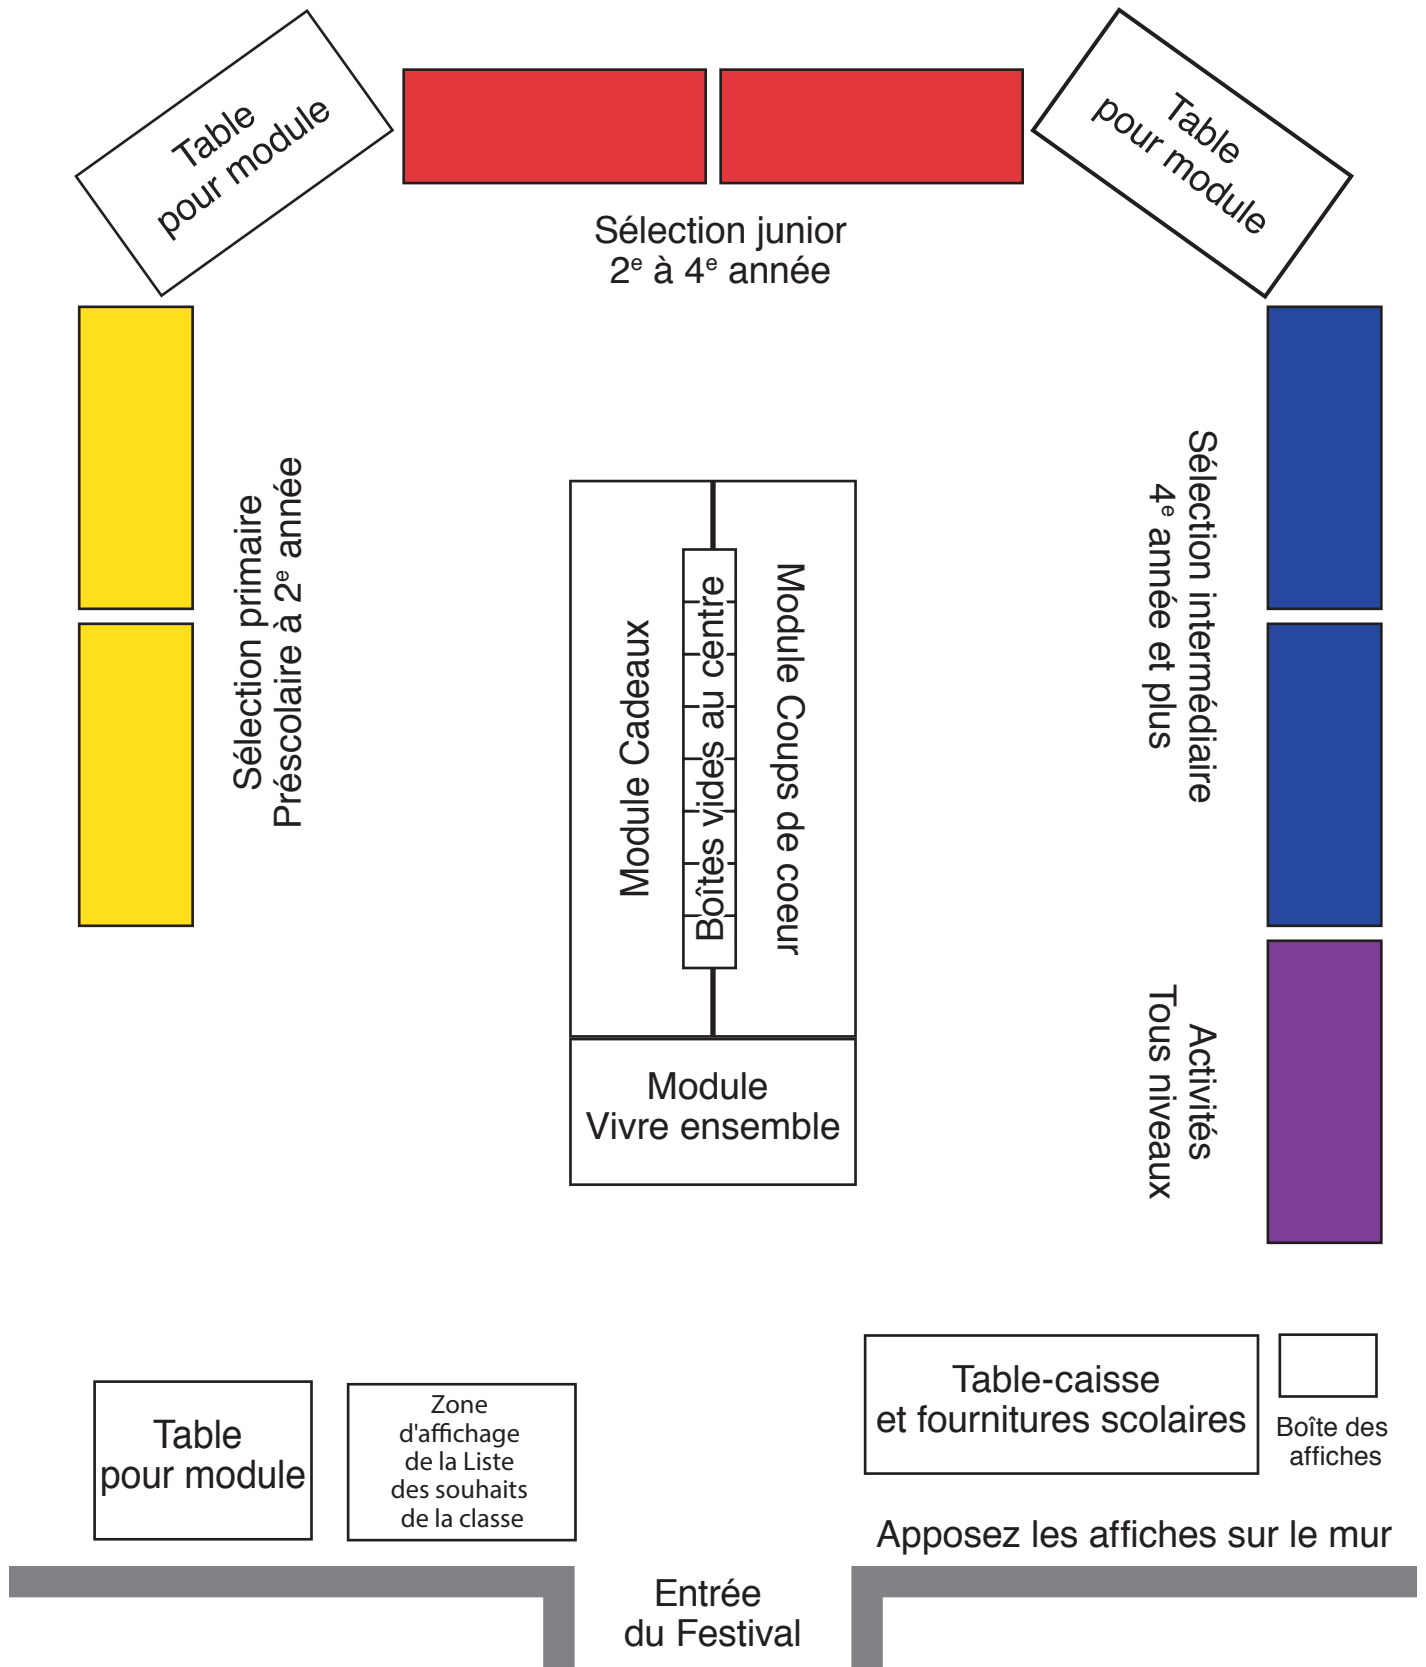 Table
pour module
Table
pour module
Sélection junior
2e à 4e année
Sélection primaire
Préscolaire à 2e année
Module Cadeaux
Boîtes vides au centre
Module Coups de coeur
Sélection intermédiaire
4e année et plus
Module
Vivre ensemble
Activités
Tous niveaux
Table
pour module
Zone
d'affichage
de la Liste
des souhaits
de la classe
Table-caisse
et fournitures scolaires
Boîte des
affiches
Apposez les affiches sur le mur
Entrée
du Festival